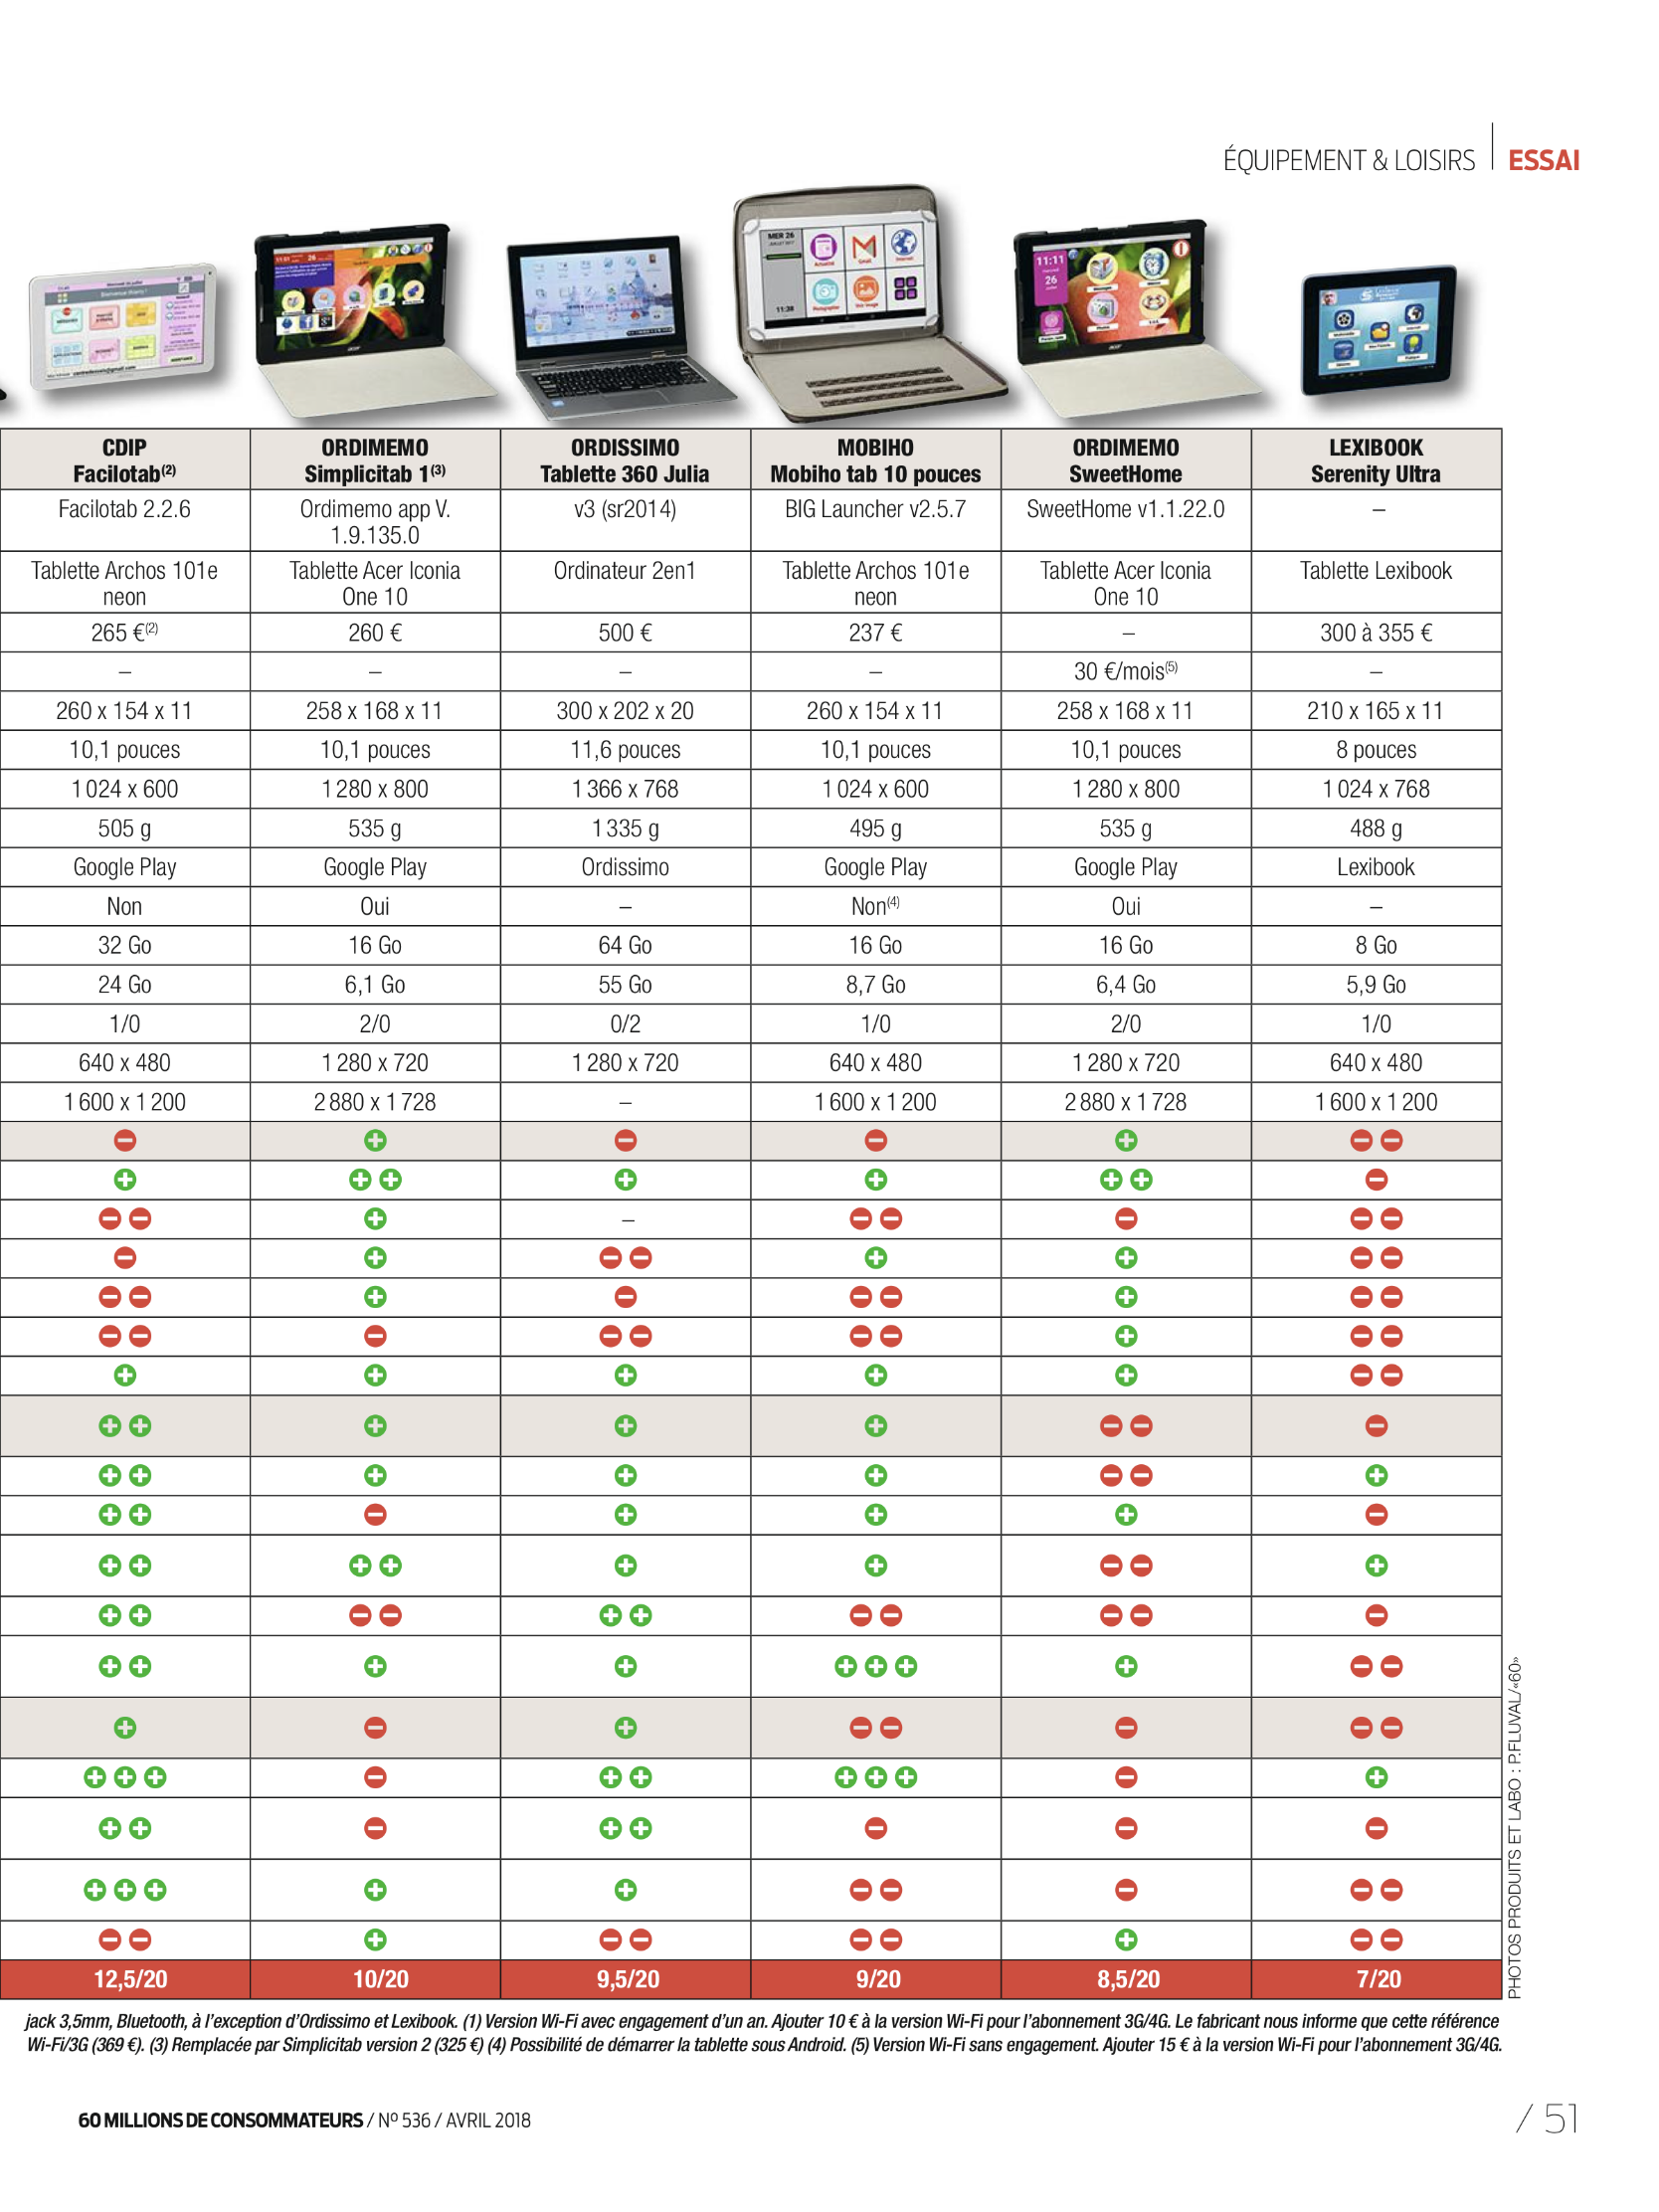 ÉQUIPEMENT & LOISIRS ESSAI
CDIP ORDIMEMO ORDISSIMO MOBIHO ORDIMEMO LEXIBOOK
Facilotab(2) Simplicitab 1(3) Tablette 360 Julia Mobiho tab 10 pouces SweetHome Serenity Ultra
Facilotab 2.2.6 Ordimemo app V. v3 (sr2014) BIG Launcher v2.5.7 SweetHome v1.1.22.0 –
1.9.135.0
Tablette Archos 101e Tablette Acer Iconia Ordinateur 2en1 Tablette Archos 101e Tablette Acer Iconia Tablette Lexibook
neon One 10 neon One 10
265 €(2) 260 € 500 € 237 € – 300 à 355 €
– – – – 30 €/mois(5) –
260 x 154 x 11 258 x 168 x 11 300 x 202 x 20 260 x 154 x 11 258 x 168 x 11 210 x 165 x 11
10,1 pouces 10,1 pouces 11,6 pouces 10,1 pouces 10,1 pouces 8 pouces
1 024 x 600 1 280 x 800 1 366 x 768 1 024 x 600 1 280 x 800 1 024 x 768
505 g 535 g 1 335 g 495 g 535 g 488 g
Google Play Google Play Ordissimo Google Play Google Play Lexibook
Non Oui – Non(4) Oui –
32 Go 16 Go 64 Go 16 Go 16 Go 8 Go
24 Go 6,1 Go 55 Go 8,7 Go 6,4 Go 5,9 Go
1/0 2/0 0/2 1/0 2/0 1/0
640 x 480 1 280 x 720 1 280 x 720 640 x 480 1 280 x 720 640 x 480
1 600 x 1 200 2 880 x 1 728 – 1 600 x 1 200 2 880 x 1 728 1 600 x 1 200
12,5/20 10/20 9,5/20 9/20 8,5/20 7/20
PHOTOS PRODUITS ET LABO : P.FLUVAL/«60»
jack 3,5mm, Bluetooth, à l'exception d'Ordissimo et Lexibook. (1) Version Wi-Fi avec engagement d'un an. Ajouter 10 € à la version Wi-Fi pour l'abonnement 3G/4G. Le fabricant nous informe que cette référence
Wi-Fi/3G (369 €). (3) Remplacée par Simplicitab version 2 (325 €) (4) Possibilité de démarrer la tablette sous Android. (5) Version Wi-Fi sans engagement. Ajouter 15 € à la version Wi-Fi pour l'abonnement 3G/4G.
60 MILLIONS DE CONSOMMATEURS / Nº 536 / AVRIL 2018
/ 51